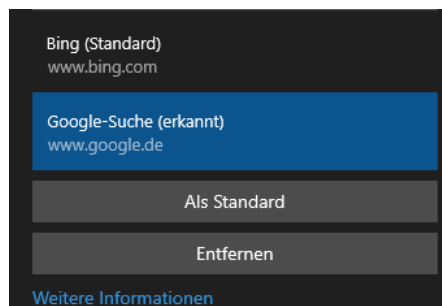 Bing (Standard)
www.bing.com
Google-Suche (erkannt)
www.google.de
Als Standard
Entfernen
Weitere Informationen